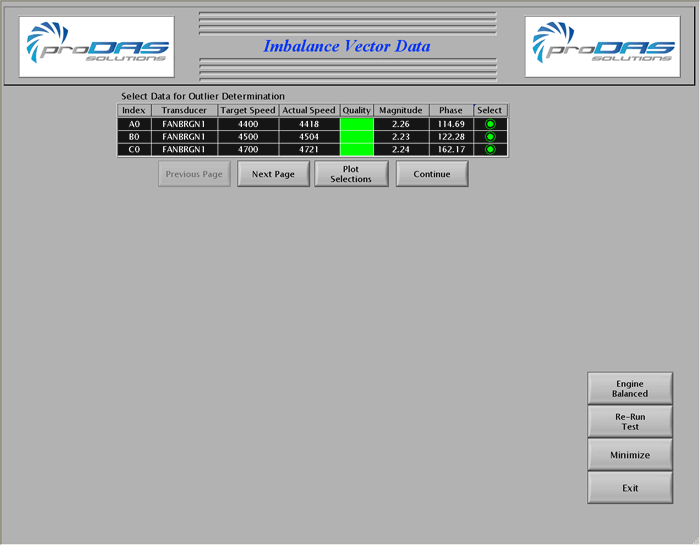 proDAS
SOLUTIONS
Imbalance Vector Data
proDAS
SOLUTIONS
Select Data for Outlier Determination
Index Transducer Target Speed Actual Speed Quality Magnitude Phase Select
A0 FANBRGN1 4400 4418 2.26 114.69
B0 FANBRGN1 4500 4504 2.23 122.28
C0 FANBRGN1 4700 4721 2.24 162.17
Previous Page
Next Page
Plot
Selections
Continue
Engine
Balanced
Re-Run
Test
Minimize
Exit